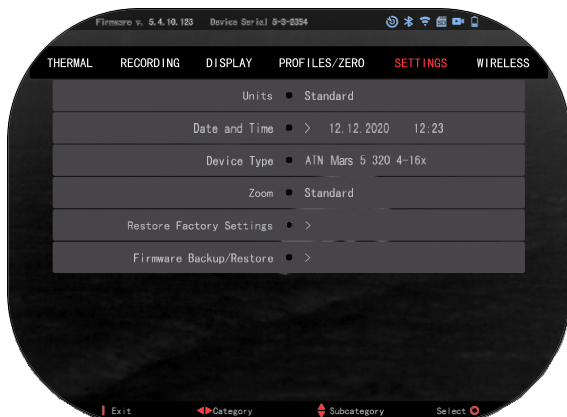 Firmware v. 5.4.10.123 Device Serial 5-3-2354
THERMAL RECORDING DISPLAY PROFILES/ZERO SETTINGS WIRELESS
Units Standard
Date and Time > 12.12.2020 12:23
Device Type ATN Mars 5 320 4-16x
Zoom Standard
Restore Factory Settings >
Firmware Backup/Restore >
Exit Category Subcategory Select